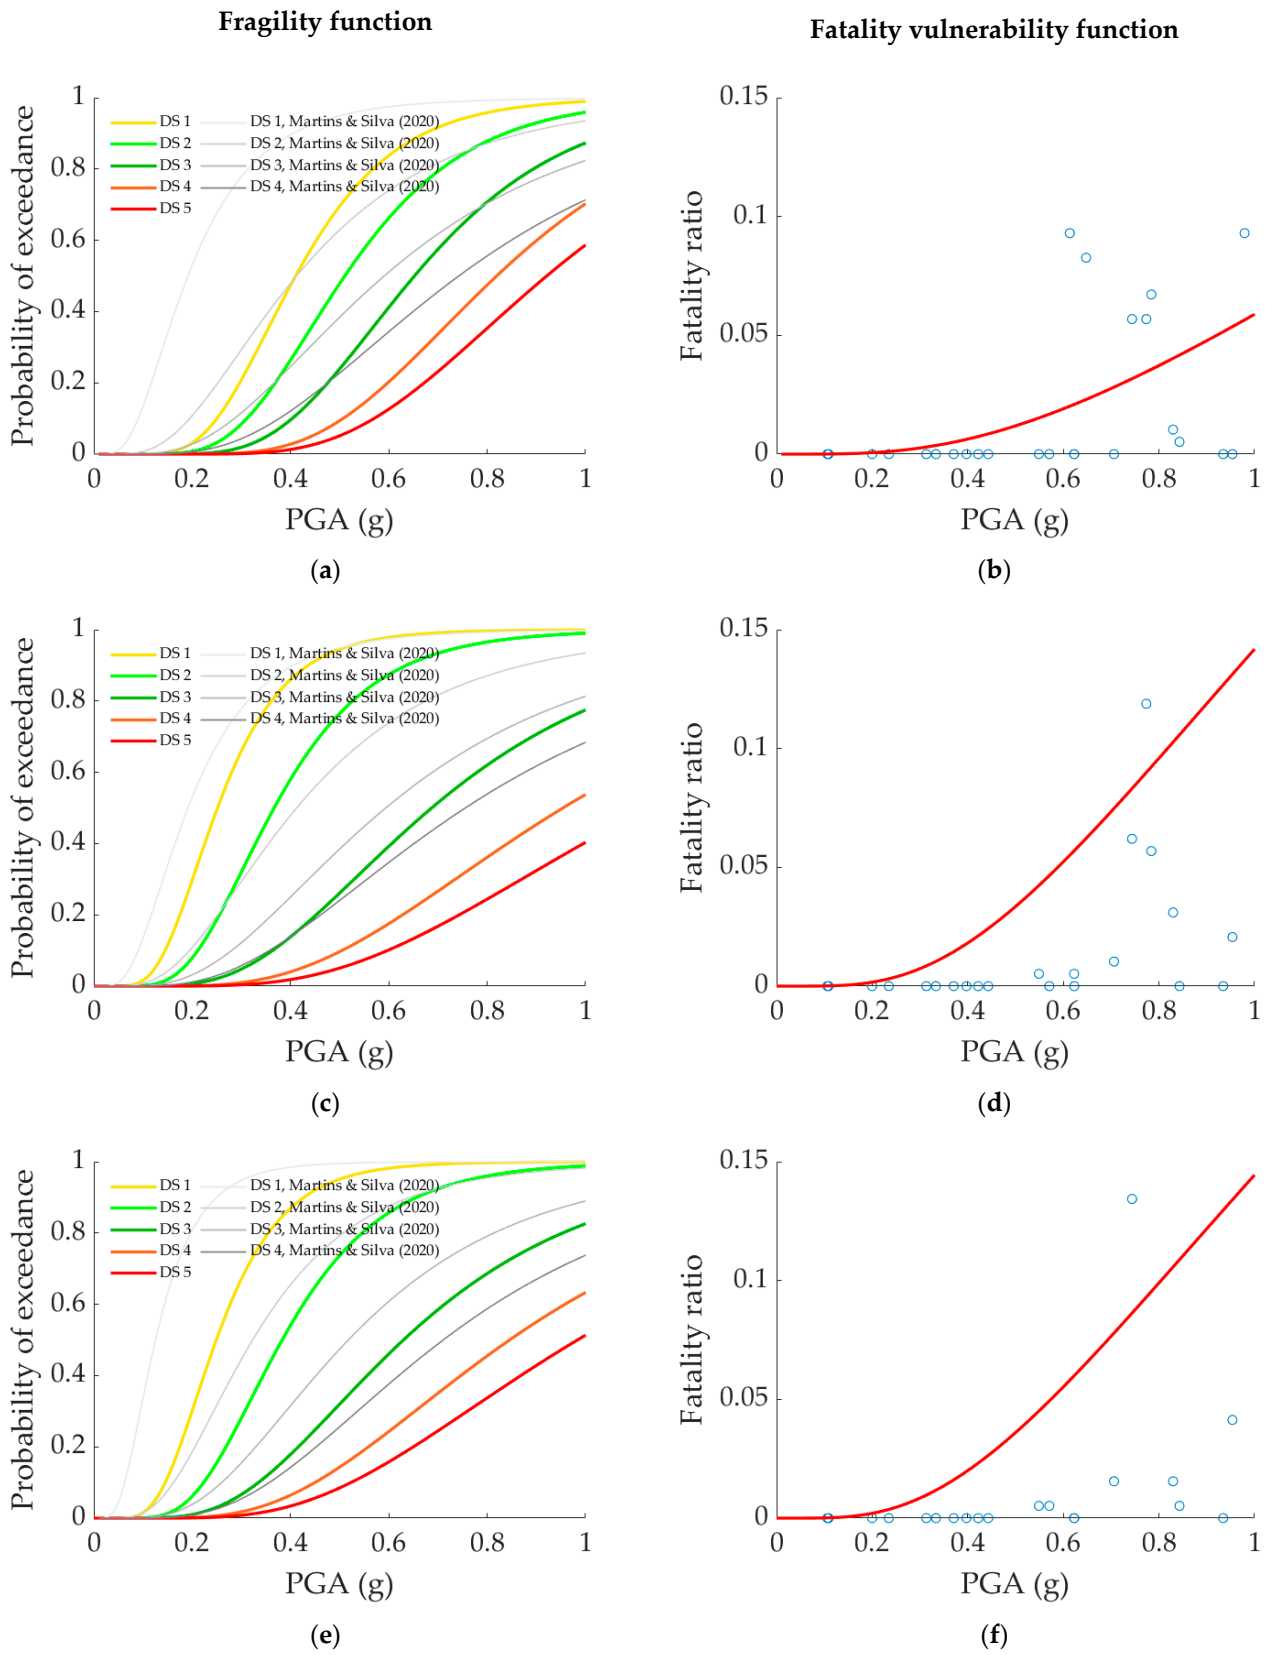 Fragility function
Fatality vulnerability function
Probability of exceedance
1
0.8
0.6
0.4
0.2
0
DS 1
DS 2
DS 3
DS 4
DS 5
DS 1, Martins & Silva (2020)
DS 2, Martins & Silva (2020)
DS 3, Martins & Silva (2020)
DS 4, Martins & Silva (2020)
0 0.2 0.4 0.6 0.8 1
PGA (g)
(a)
Fatality ratio
0.15
0.1
0.05
0
0 0.2 0.4 0.6 0.8 1
PGA (g)
(b)
Probability of exceedance
1
0.8
0.6
0.4
0.2
0
DS 1
DS 2
DS 3
DS 4
DS 5
DS 1, Martins & Silva (2020)
DS 2, Martins & Silva (2020)
DS 3, Martins & Silva (2020)
DS 4, Martins & Silva (2020)
0 0.2 0.4 0.6 0.8 1
PGA (g)
(c)
Fatality ratio
0.15
0.1
0.05
0
0 0.2 0.4 0.6 0.8 1
PGA (g)
(d)
Probability of exceedance
1
0.8
0.6
0.4
0.2
0
DS 1
DS 2
DS 3
DS 4
DS 5
DS 1, Martins & Silva (2020)
DS 2, Martins & Silva (2020)
DS 3, Martins & Silva (2020)
DS 4, Martins & Silva (2020)
0 0.2 0.4 0.6 0.8 1
PGA (g)
(e)
Fatality ratio
0.15
0.1
0.05
0
0 0.2 0.4 0.6 0.8 1
PGA (g)
(f)